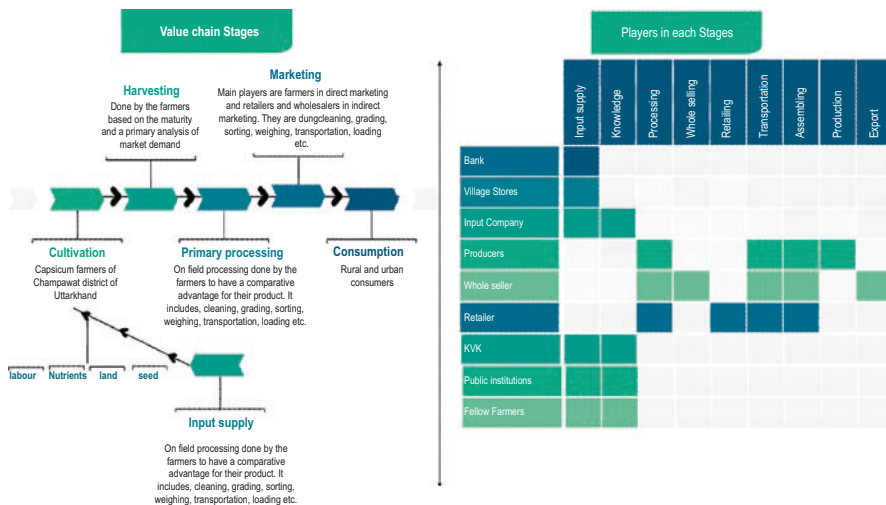 Value chain Stages
Harvesting
Done by the farmers
based on the maturity
and a primary analysis of
market demand
Marketing
Main players are farmers in direct marketing
and retailers and wholesalers in indirect
marketing. They are dungcleaning, grading,
sorting, weighing, transportation, loading
etc.
Cultivation
Capsicum farmers of
Champawat district of
Uttarkhand
Primary processing
On field processing done by the
farmers to have a comparative
advantage for their product. It
includes, cleaning, grading, sorting,
weighing, transportation, loading etc.
Consumption
Rural and urban
consumers
labour
Nutrients
land
seed
Input supply
On field processing done by the
farmers to have a comparative
advantage for their product. It
includes, cleaning, grading, sorting,
weighing, transportation, loading etc.
Players in each Stages
Input supply
Knowledge
Processing
Whole selling
Retailing
Transportation
Assembling
Production
Export
Bank
Village Stores
Input Company
Producers
Whole seller
Retailer
KVK
Public institutions
Fellow Farmers